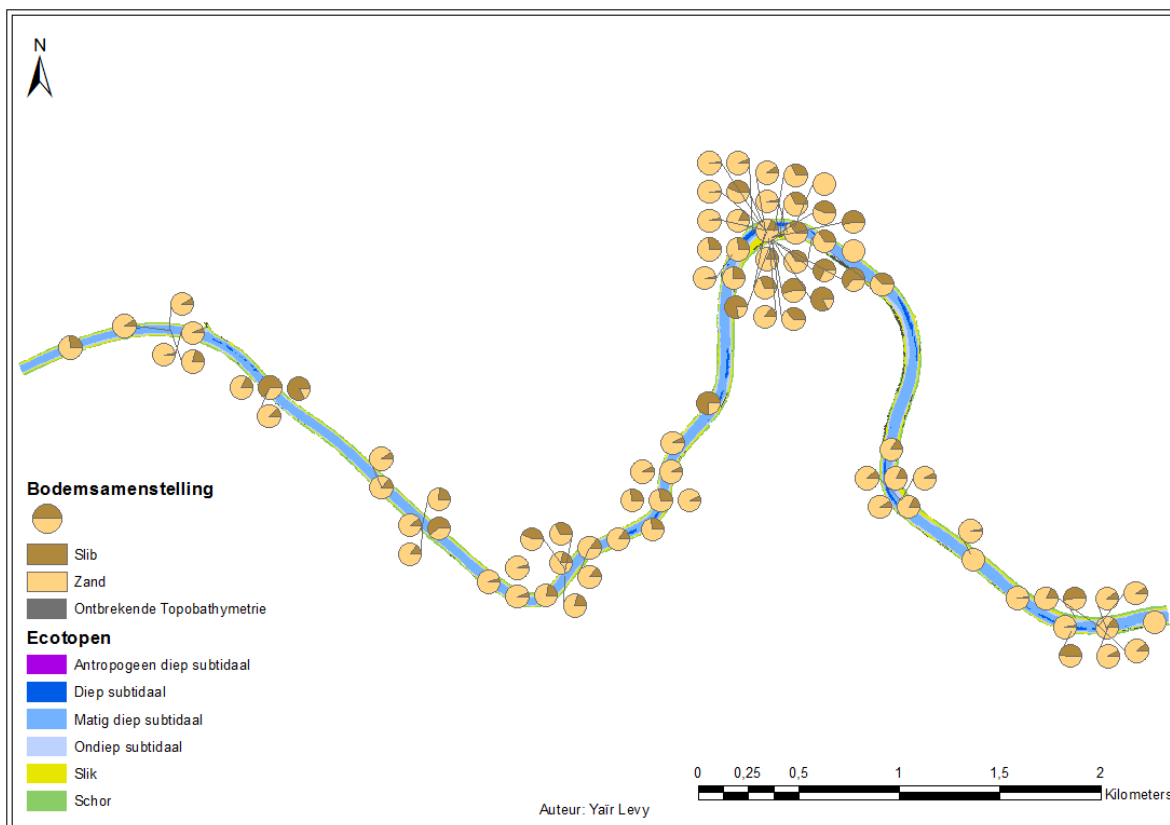 N
Bodemsamenstelling
Slib
Zand
Ontbrekende Topobathymetrie
Ecotopen
Antropogeen diep subtidaal
Diep subtidaal
Matig diep subtidaal
Ondiep subtidaal
Slik
Schor
0 0,25 0,5 1 1,5 2
Kilometers
Auteur: Yaïr Levy